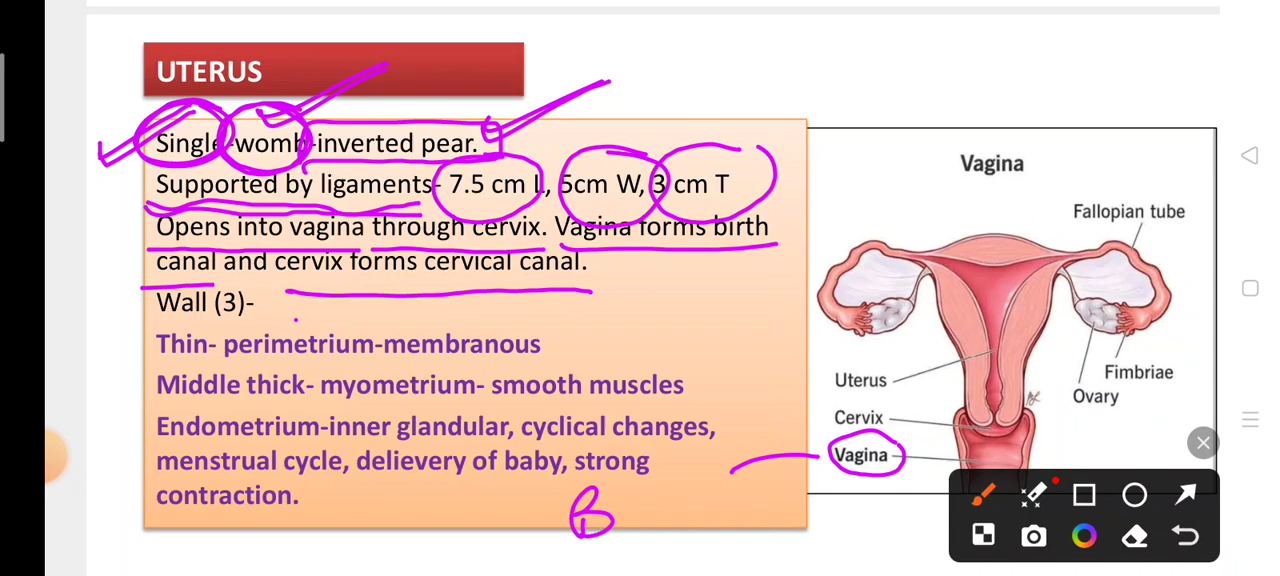 UTERUS
Single-womb-inverted pear.
Supported by ligaments- 7.5 cm L, 5cm W, 3 cm T
Opens into vagina through cervix. Vagina forms birth
canal and cervix forms cervical canal.
Wall (3)-
Thin- perimetrium-membranous
Middle thick- myometrium- smooth muscles
Endometrium-inner glandular, cyclical changes,
menstrual cycle, delievery of baby, strong
contraction.
B
Vagina
Fallopian tube
Uterus
Fimbriae
Ovary
Cervix
Vagina